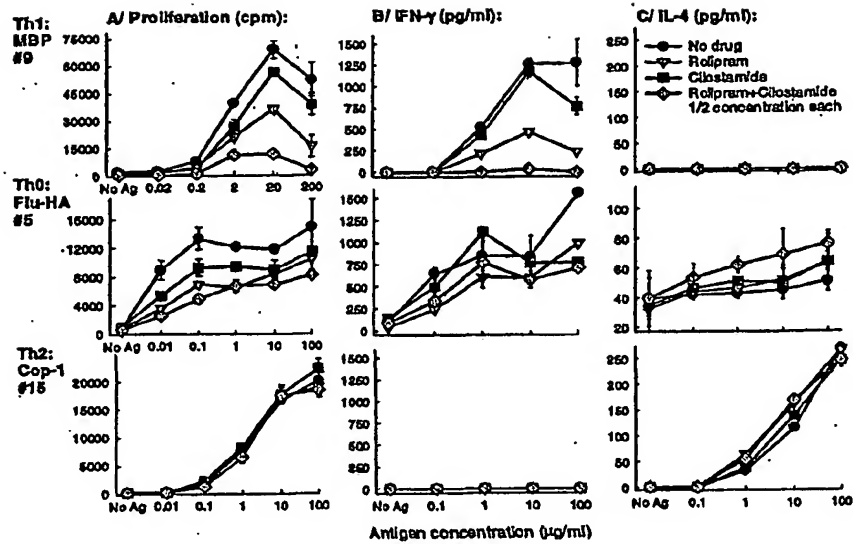 A/ Proliferation (cpm):
B/ IFN-γ (pg/ml):
C/ IL-4 (pg/ml):
Th1:
MBP
#9
75000
60000
45000
30000
15000
0
No Ag 0.02 0.2 2 20 200
1500
1250
1000
750
500
250
0
250
200
150
100
50
0
No drug
Rolipram
Cilostamide
Rolipram+Cilostamide
1/2 concentration each
Th0:
Flu-HA
#5
16000
12000
8000
4000
0
No Ag 0.01 0.1 1 10 100
1500
1250
1000
750
500
250
0
100
80
60
40
20
Th2:
Cop-1
#15
20000
15000
10000
5000
0
No Ag 0.01 0.1 1 10 100
1500
1250
1000
750
500
250
0
No Ag 0.1 1 10 100
250
200
150
100
50
0
No Ag 0.1 1 10 100
Antigen concentration (µg/ml)